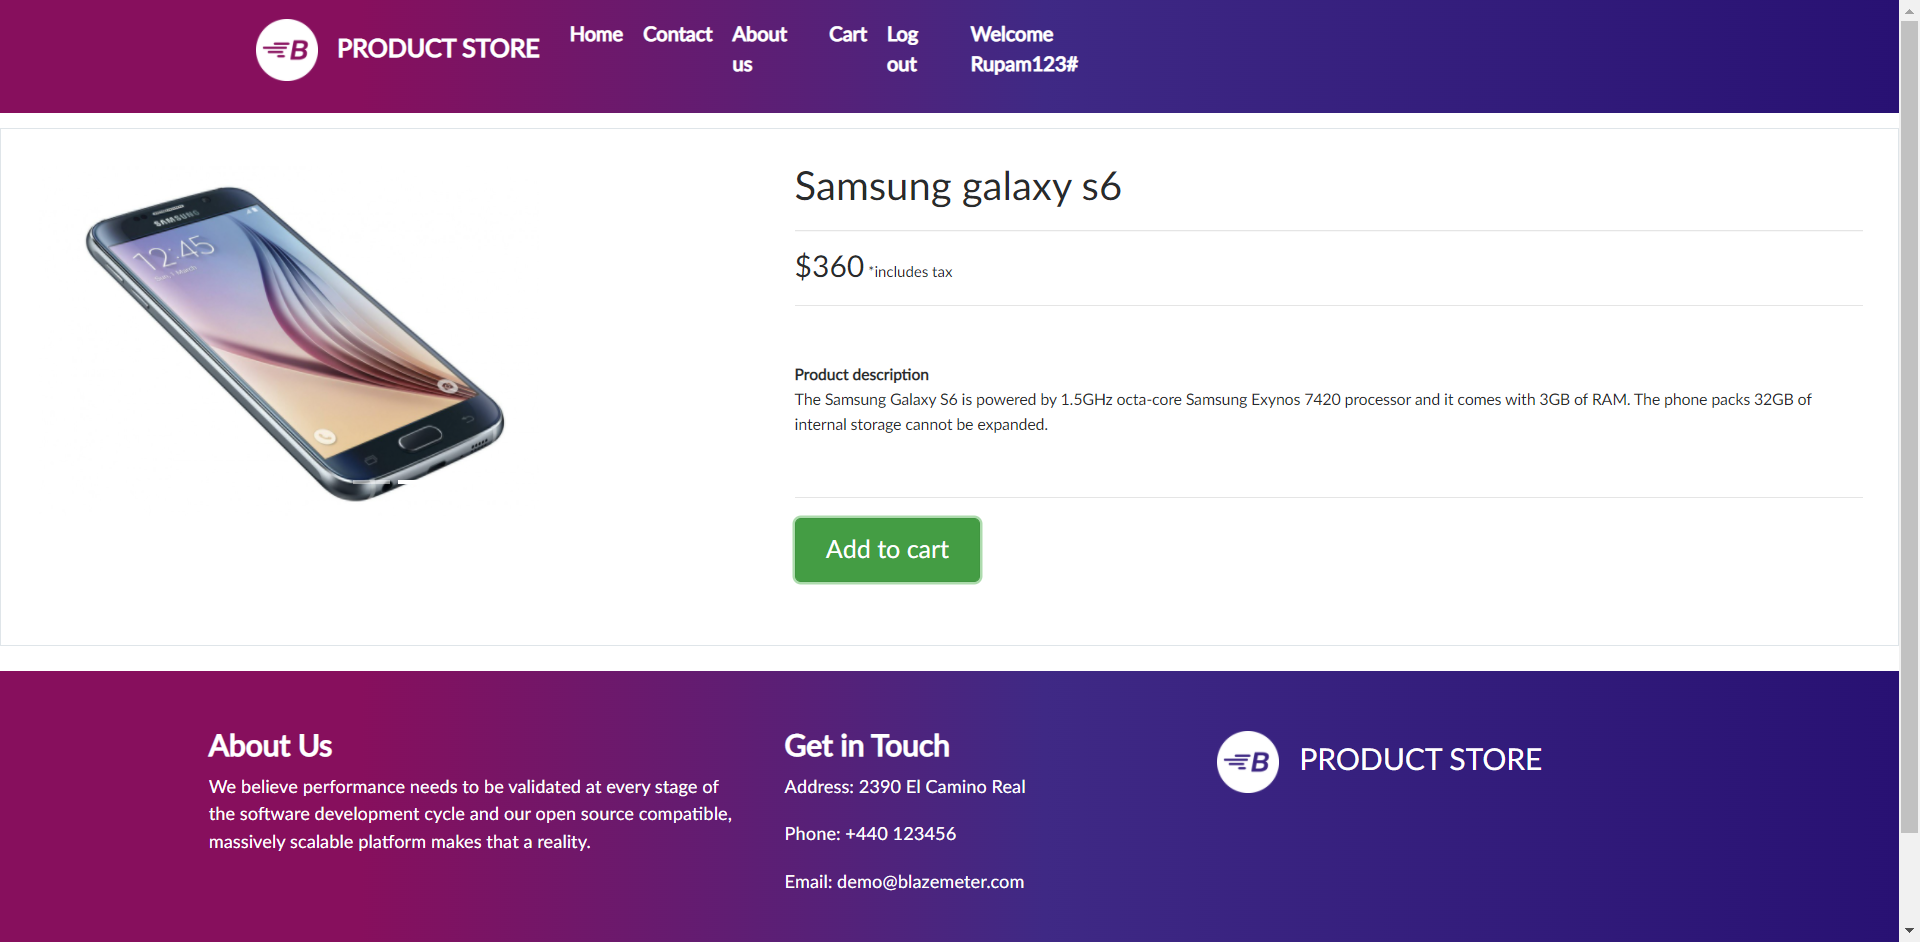 B PRODUCT STORE Home Contact About us Cart Log out Welcome Rupam123#
SAMSUNG
12:45
Samsung galaxy s6
$360 *includes tax
Product description
The Samsung Galaxy S6 is powered by 1.5GHz octa-core Samsung Exynos 7420 processor and it comes with 3GB of RAM. The phone packs 32GB of
internal storage cannot be expanded.
Add to cart
About Us
We believe performance needs to be validated at every stage of
the software development cycle and our open source compatible,
massively scalable platform makes that a reality.
Get in Touch
Address: 2390 El Camino Real
Phone: +440 123456
Email: demo@blazemeter.com
B PRODUCT STORE